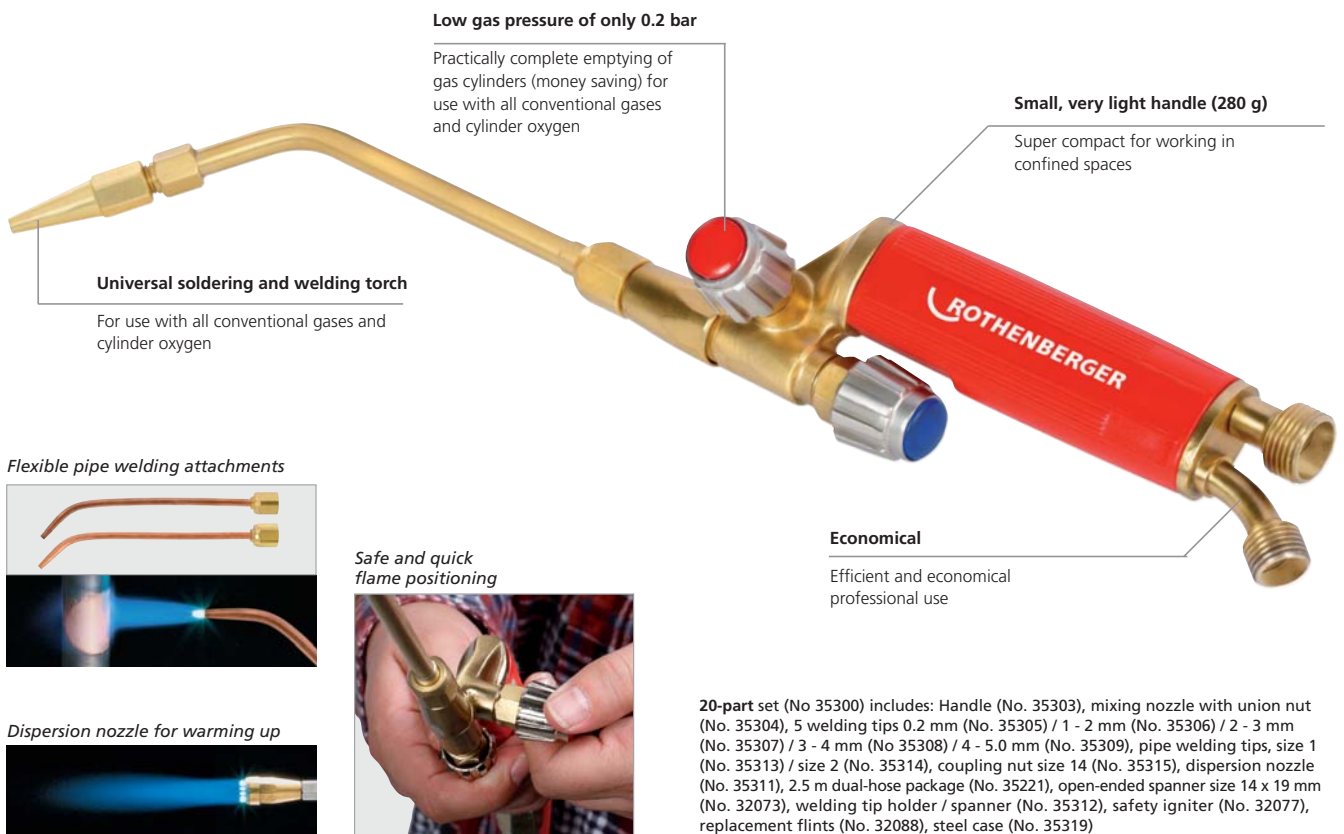 Low gas pressure of only 0.2 bar
Practically complete emptying of
gas cylinders (money saving) for
use with all conventional gases
and cylinder oxygen
Small, very light handle (280 g)
Super compact for working in
confined spaces
Universal soldering and welding torch
For use with all conventional gases and
cylinder oxygen
ROTHENBERGER
Flexible pipe welding attachments
Safe and quick
flame positioning
Economical
Efficient and economical
professional use
Dispersion nozzle for warming up
20-part set (No 35300) includes: Handle (No. 35303), mixing nozzle with union nut
(No. 35304), 5 welding tips 0.2 mm (No. 35305) / 1 - 2 mm (No. 35306) / 2 - 3 mm
(No. 35307) / 3 - 4 mm (No 35308) / 4 - 5.0 mm (No. 35309), pipe welding tips, size 1
(No. 35313) / size 2 (No. 35314), coupling nut size 14 (No. 35315), dispersion nozzle
(No. 35311), 2.5 m dual-hose package (No. 35221), open-ended spanner size 14 x 19 mm
(No. 32073), welding tip holder / spanner (No. 35312), safety igniter (No. 32077),
replacement flints (No. 32088), steel case (No. 35319)